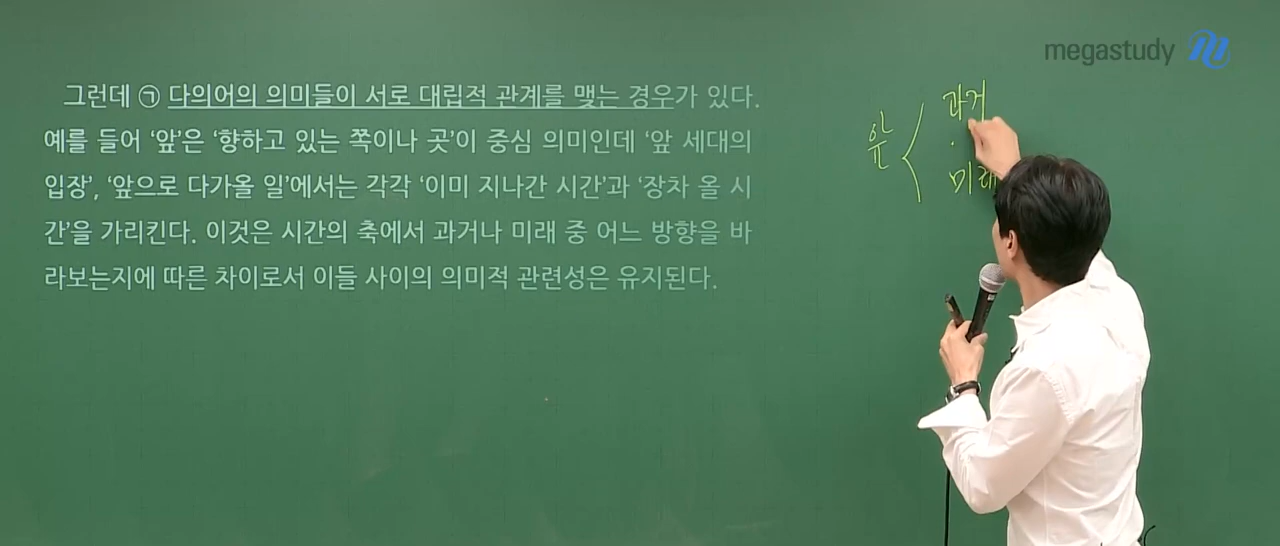 megastudy
그런데 ㉠ 다의어의 의미들이 서로 대립적 관계를 맺는 경우가 있다.
예를 들어 ‘앞’은 ‘향하고 있는 쪽이나 곳’이 중심 의미인데 ‘앞 세대의
입장’, ‘앞으로 다가올 일’에서는 각각 ‘이미 지나간 시간’과 ‘장차 올 시
간’을 가리킨다. 이것은 시간의 축에서 과거나 미래 중 어느 방향을 바
라보는지에 따른 차이로서 이들 사이의 의미적 관련성은 유지된다.
앞
과거
미래